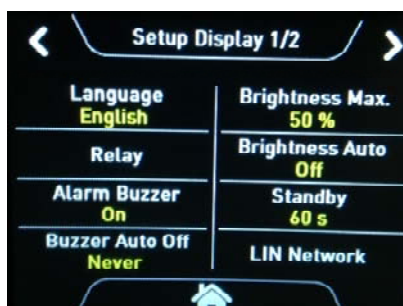 Setup Display 1/2
Language
English
Relay
Alarm Buzzer
On
Buzzer Auto Off
Never
Brightness Max.
50 %
Brightness Auto
Off
Standby
60 s
LIN Network